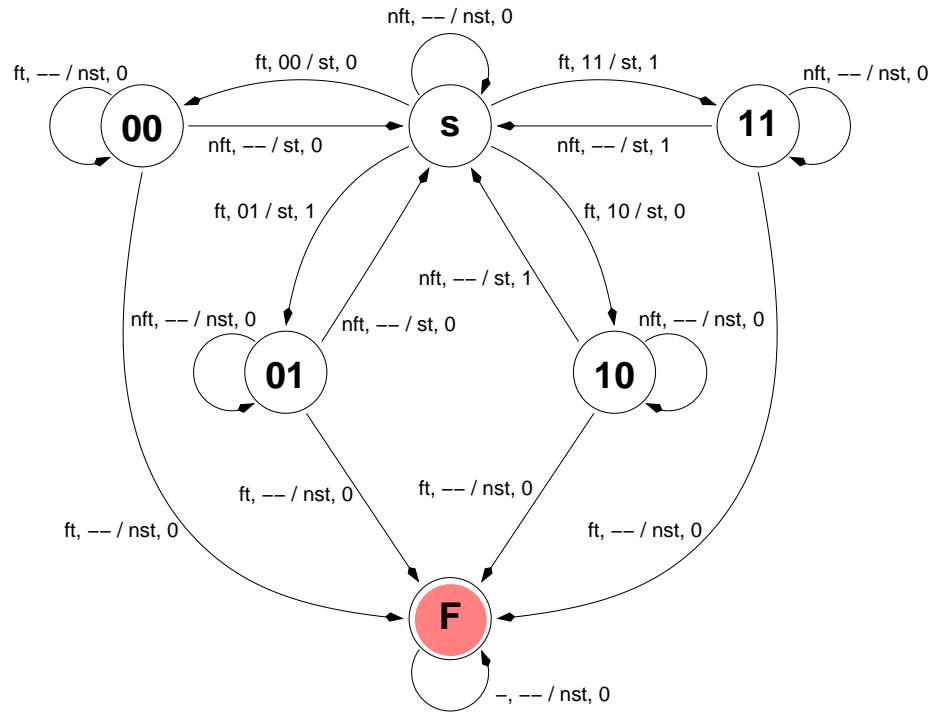 nft, −− / nst, 0
ft, −− / nst, 0
ft, 00 / st, 0
ft, 11 / st, 1
nft, −− / nst, 0
00
s
11
nft, −− / st, 0
nft, −− / st, 1
ft, 01 / st, 1
ft, 10 / st, 0
nft, −− / st, 1
nft, −− / nst, 0
nft, −− / st, 0
nft, −− / nst, 0
01
10
ft, −− / nst, 0
ft, −− / nst, 0
ft, −− / nst, 0
ft, −− / nst, 0
F
-, −− / nst, 0